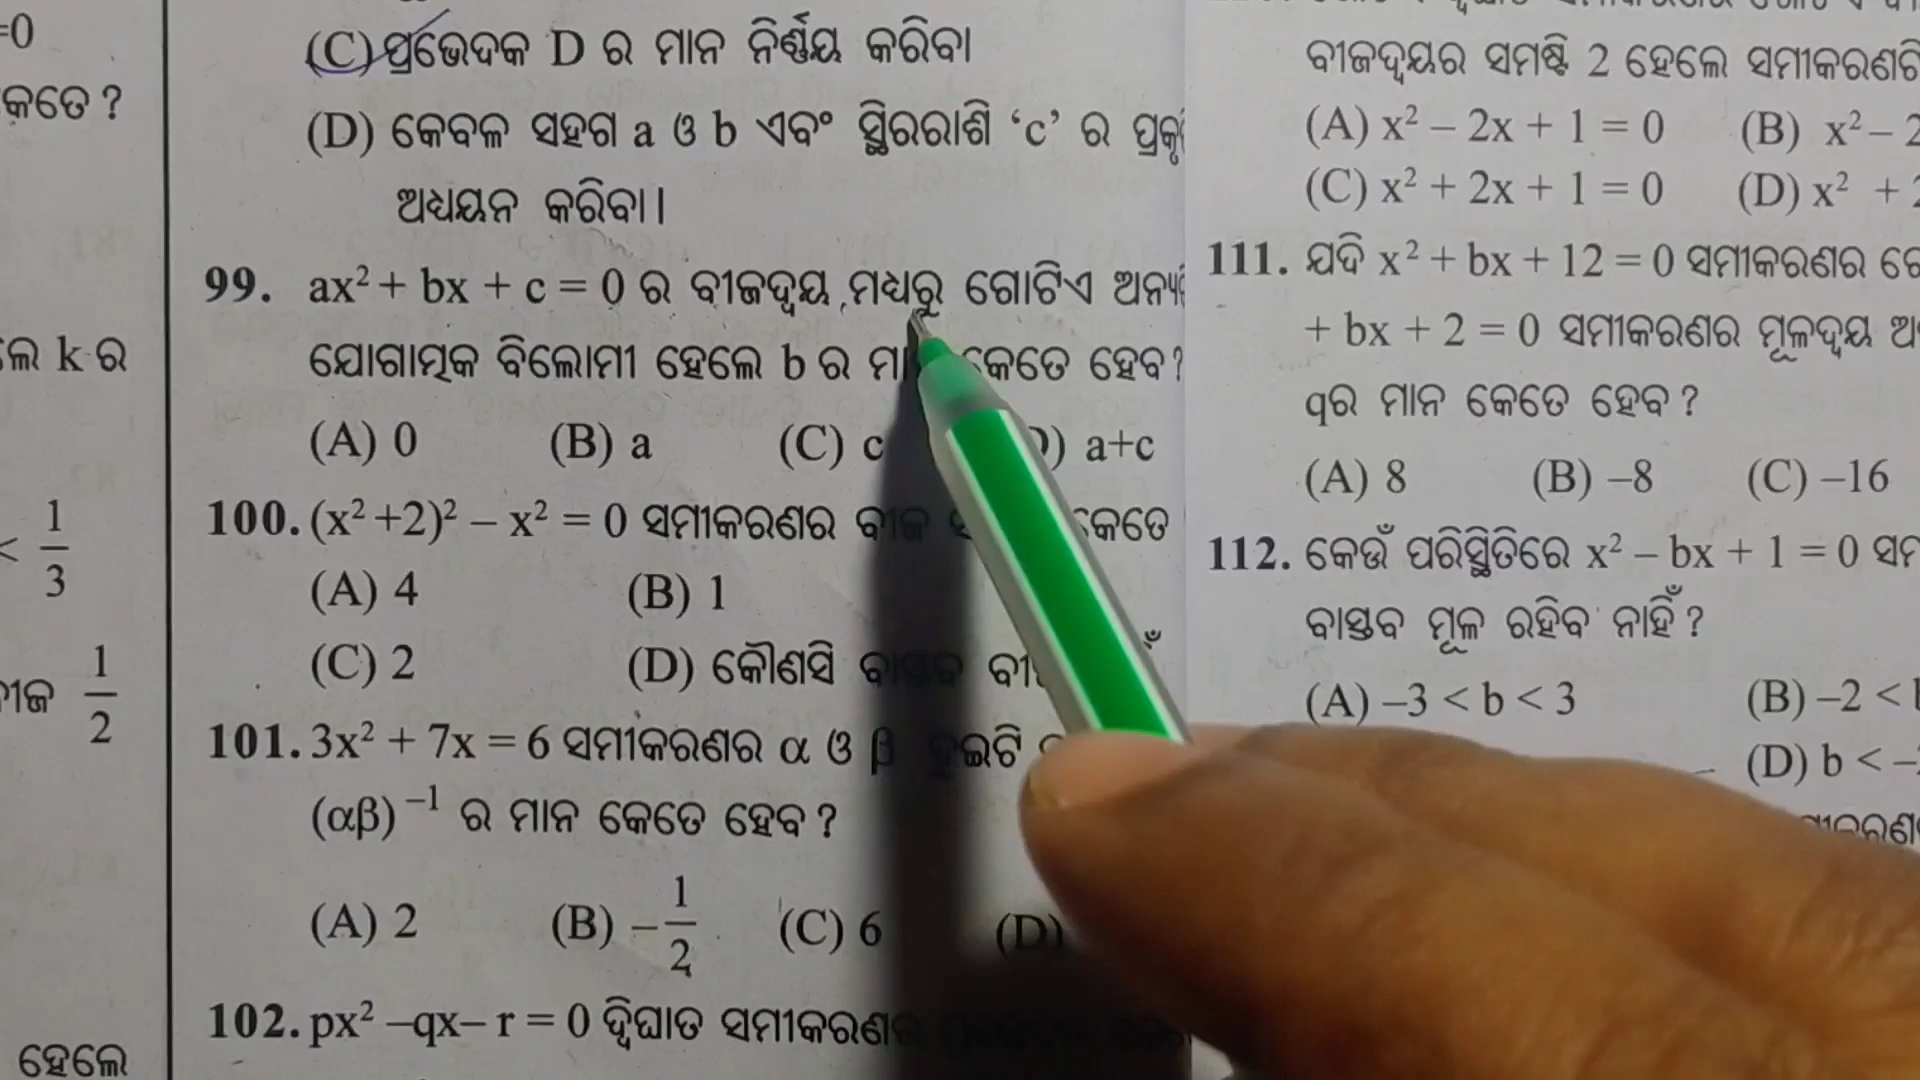 =0
କେତେ ?
k ର
< 1/3
1/2
ହେଲେ
(C) ପ୍ରଭେଦକ D ର ମାନ ନିର୍ଣ୍ଣୟ କରିବା
(D) କେବଳ ସହଗ a ଓ b ଏବଂ ସ୍ଥିରରାଶି ‘c’ ର
ଅଧ୍ୟୟନ କରିବା।
99. ax² + bx + c = 0 ର ବୀଜଦ୍ୱୟ ମଧ୍ୟରୁ ଗୋଟିଏ
ଯୋଗାତ୍ମକ ବିଲୋମୀ ହେଲେ b ର କେତେ ହେବ ?
(A) 0 (B) a (C) c a+c
100. (x² +2)² – x² = 0 ସମୀକରଣର ବୀଜ କେତେ
(A) 4 (B) 1
(C) 2 (D) କୌଣସି ବାସ୍ତବ
101. 3x² + 7x = 6 ସମୀକରଣର α ଓ β ଦୁଇଟି
(αβ)⁻¹ ର ମାନ କେତେ ହେବ ?
(A) 2 (B) –1/2 (C) 6 (D)
102. px² –qx– r = 0 ଦ୍ୱିଘାତ ସମୀକରଣର
ବୀଜଦ୍ୱୟର ସମଷ୍ଟି 2 ହେଲେ
(A) x² – 2x + 1 = 0 (B) x² –
(C) x² + 2x + 1 = 0 (D) x² +
111. ଯଦି x² + bx + 12 = 0 ସମୀକରଣର
+ bx + 2 = 0 ସମୀକରଣର ମୂଳଦ୍ୱୟ
qର ମାନ କେତେ ହେବ ?
(A) 8 (B) –8 (C) –16
112. କେଉଁ ପରିସ୍ଥିତିରେ x² – bx + 1 = 0
ବାସ୍ତବ ମୂଳ ରହିବ ନାହିଁ ?
(A) –3 < b < 3 (B) –2 <
(D) b < –